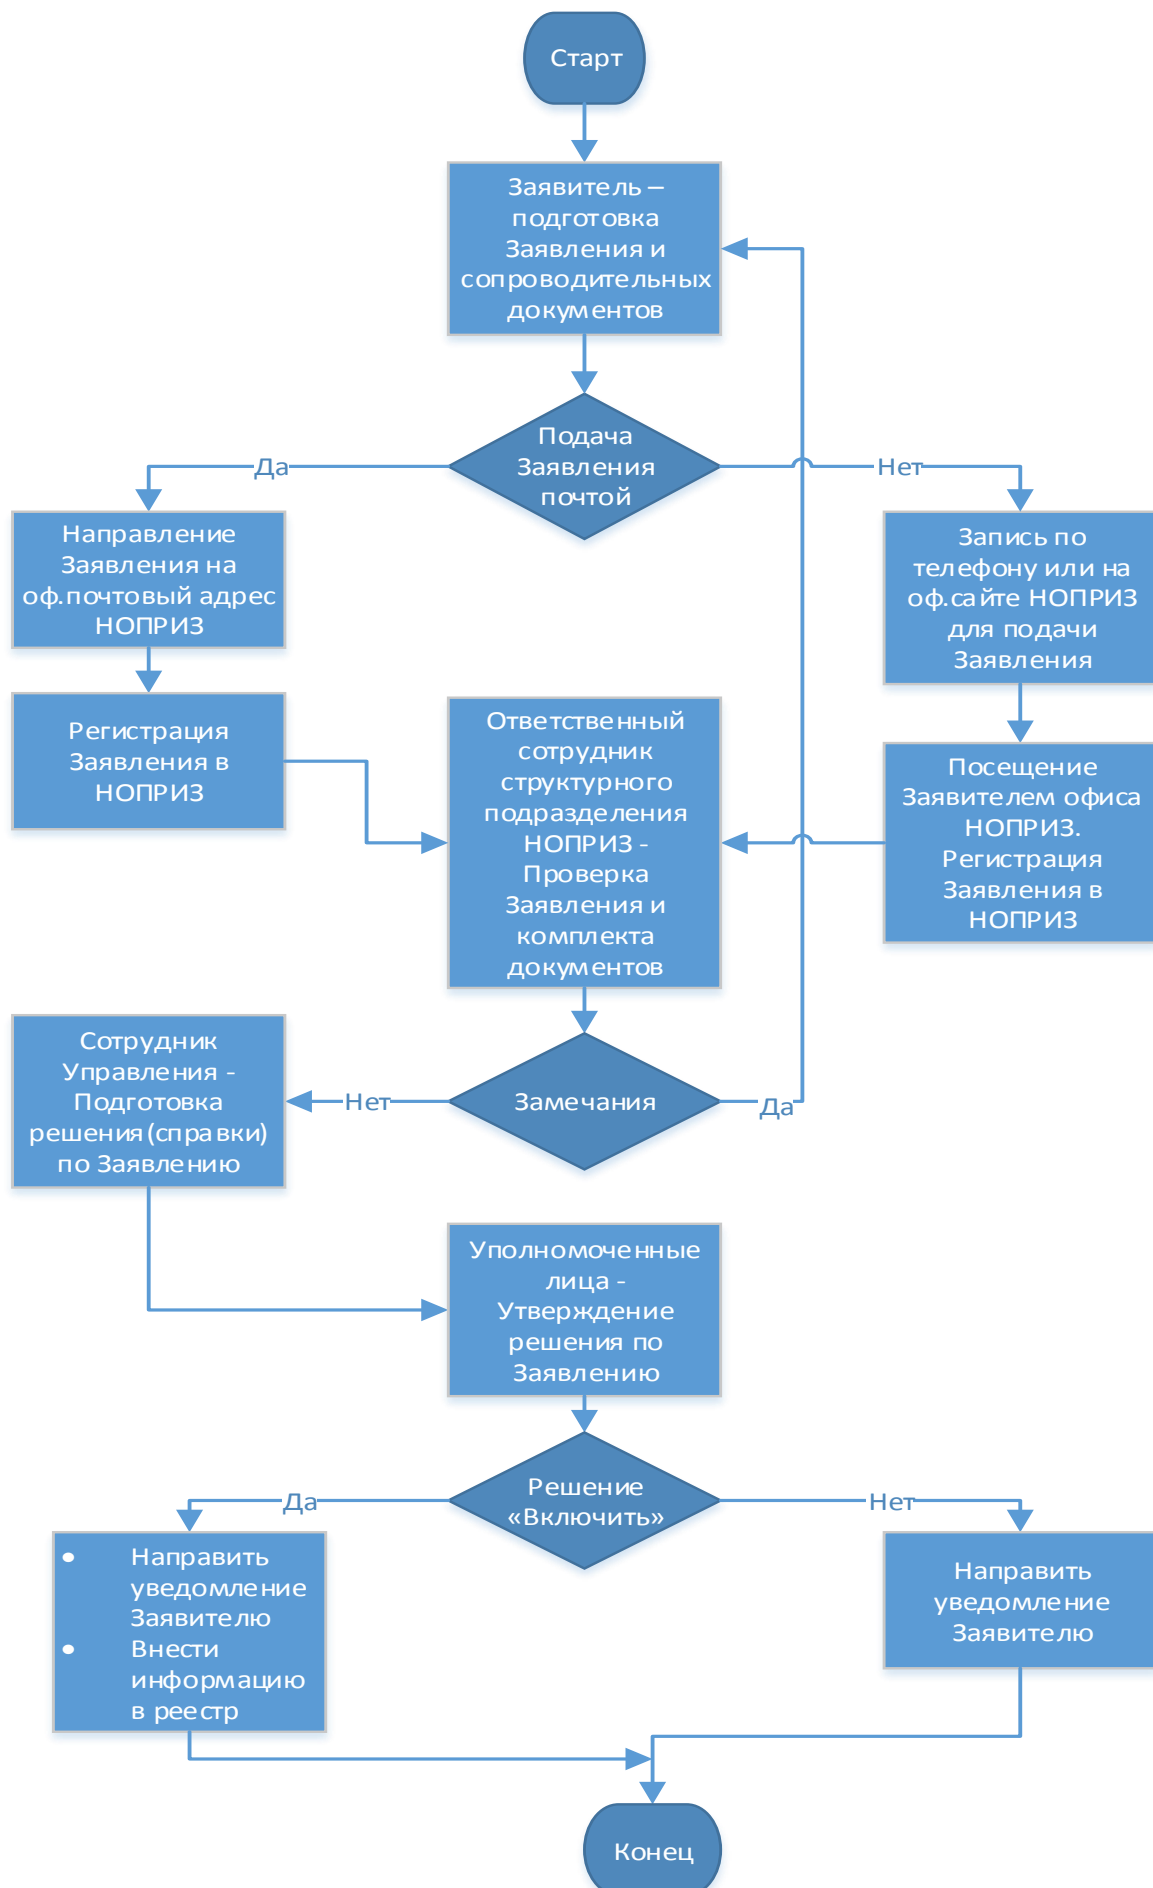 Старт
Заявитель –
подготовка
Заявления и
сопроводительных
документов
Подача
Заявления
почтой
Да
Нет
Направление
Заявления на
оф.почтовый адрес
НОПРИЗ
Запись по
телефону или на
оф.сайте НОПРИЗ
для подачи
Заявления
Регистрация
Заявления в
НОПРИЗ
Ответственный
сотрудник
структурного
подразделения
НОПРИЗ -
Проверка
Заявления и
комплекта
документов
Посещение
Заявителем офиса
НОПРИЗ.
Регистрация
Заявления в
НОПРИЗ
Сотрудник
Управления -
Подготовка
решения (справки)
по Заявлению
Нет
Замечания
Да
Уполномоченные
лица -
Утверждение
решения по
Заявлению
Решение
«Включить»
Да
Нет
• Направить
уведомление
Заявителю
• Внести
информацию
в реестр
Направить
уведомление
Заявителю
Конец